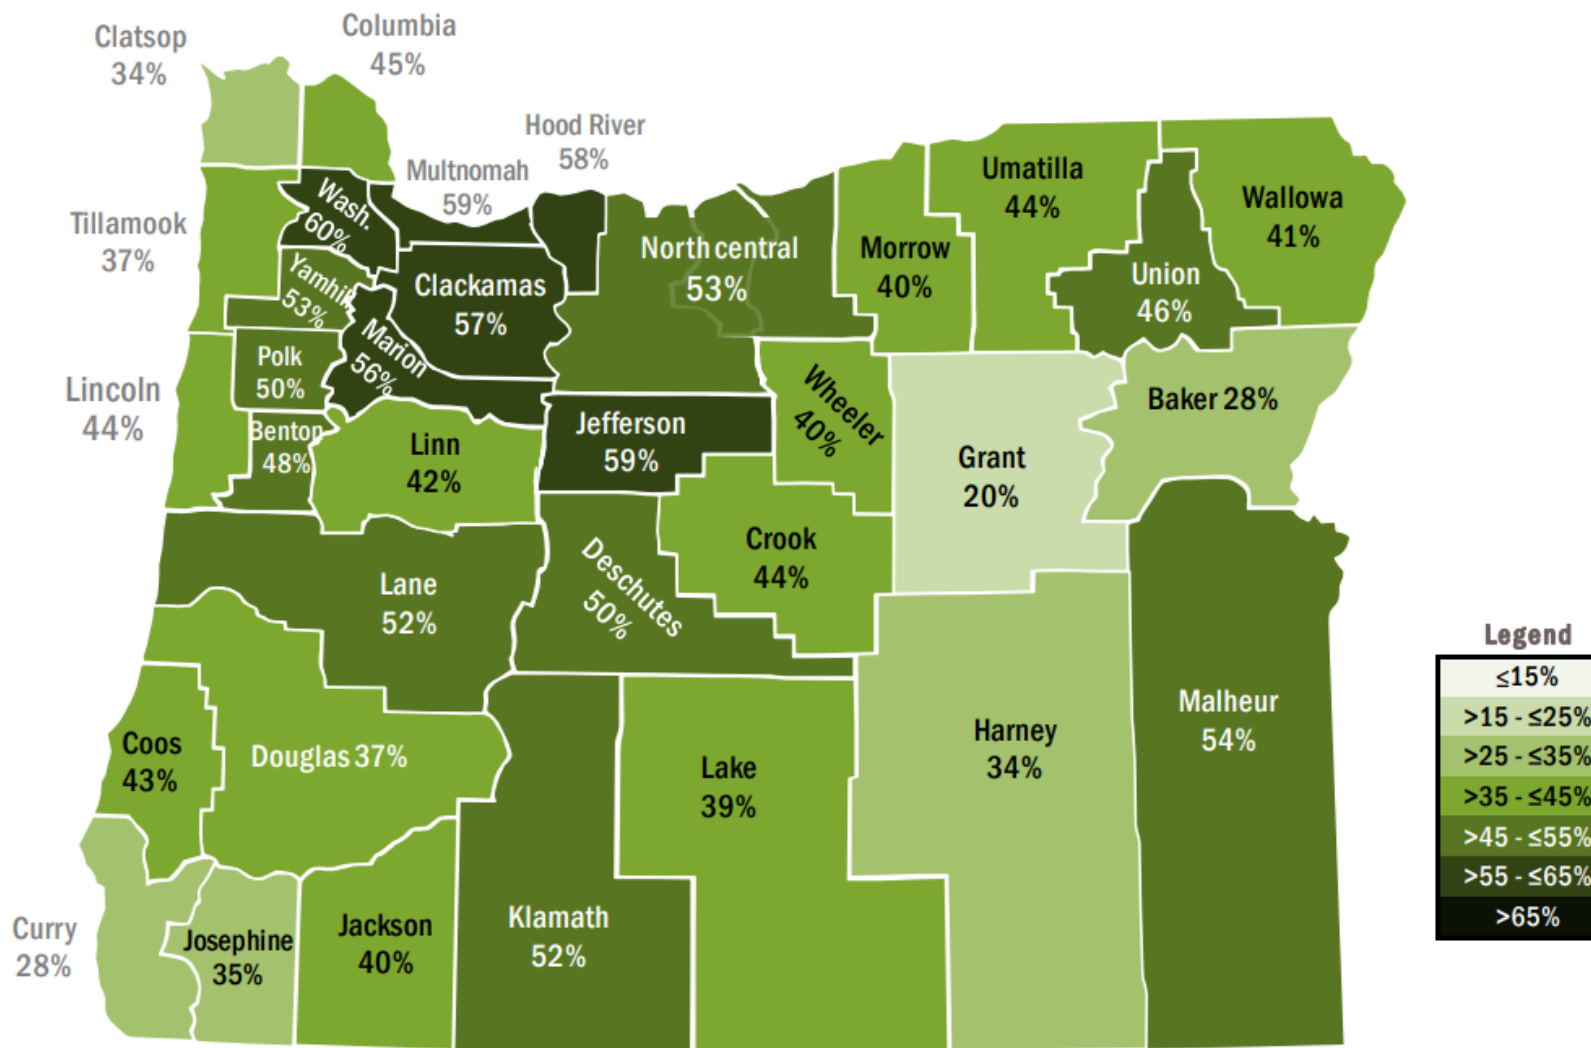 Clatsop
34%
Columbia
45%
Hood River
58%
Multnomah
59%
Tillamook
37%
Wash.
60%
Yamhill
53%
Clackamas
57%
North central
53%
Morrow
40%
Umatilla
44%
Union
46%
Wallowa
41%
Polk
50%
Marion
56%
Lincoln
44%
Benton
48%
Linn
42%
Jefferson
59%
Wheeler
40%
Grant
20%
Baker 28%
Crook
44%
Lane
52%
Deschutes
50%
Coos
43%
Douglas 37%
Lake
39%
Harney
34%
Malheur
54%
Curry
28%
Josephine
35%
Jackson
40%
Klamath
52%
Legend
≤15%
>15 - ≤25%
>25 - ≤35%
>35 - ≤45%
>45 - ≤55%
>55 - ≤65%
>65%